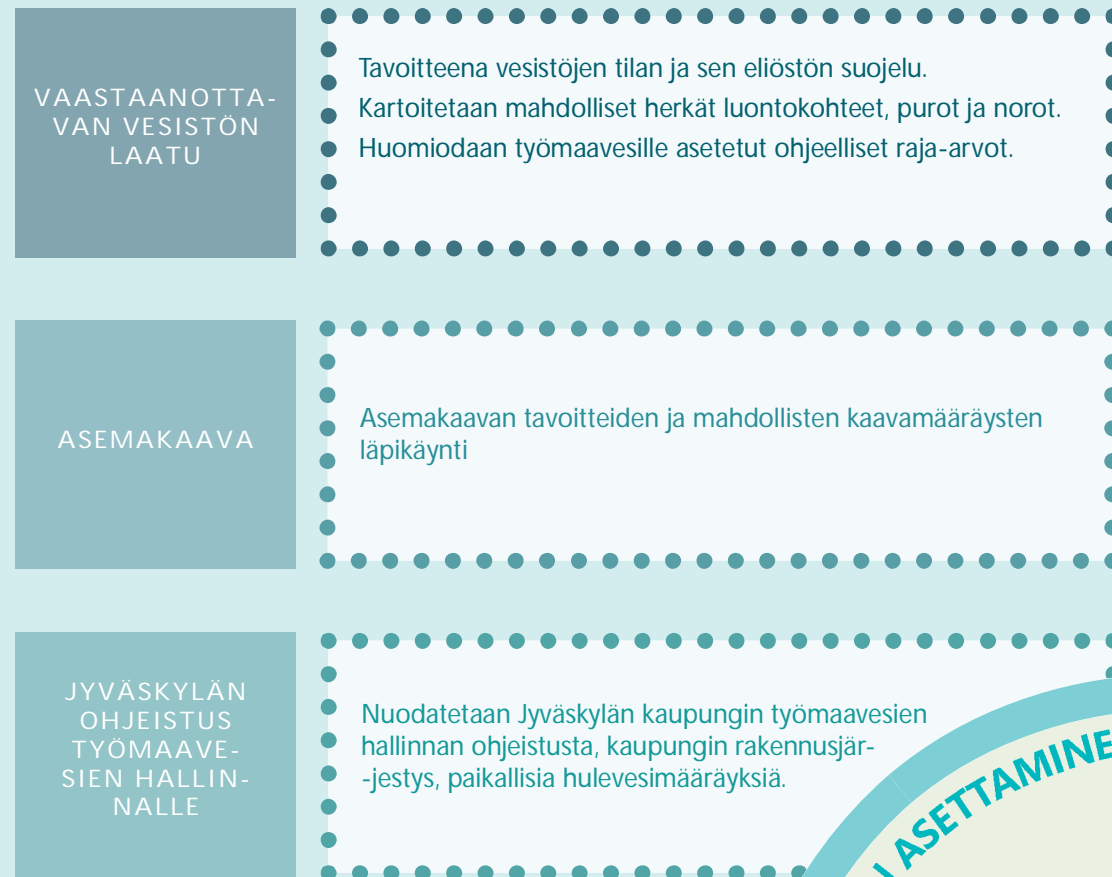 VAASTAANOTTA-
VAN VESISTÖN
LAATU
Tavoitteena vesistöjen tilan ja sen eliöstön suojelu.
Kartoitetaan mahdolliset herkät luontokohteet, purot ja norot.
Huomiodaan työmaavesille asetetut ohjeelliset raja-arvot.
ASEMAKAAVA
Asemakaavan tavoitteiden ja mahdollisten kaavamääräysten
läpikäynti
JYVÄSKYLÄN
OHJEISTUS
TYÖMAAVE-
SIEN HALLIN-
NALLE
Nuodatetaan Jyväskylän kaupungin työmaavesien
hallinnan ohjeistusta, kaupungin rakennusjär-
-jestys, paikallisia hulevesimääräyksiä.
ASETTAMINE